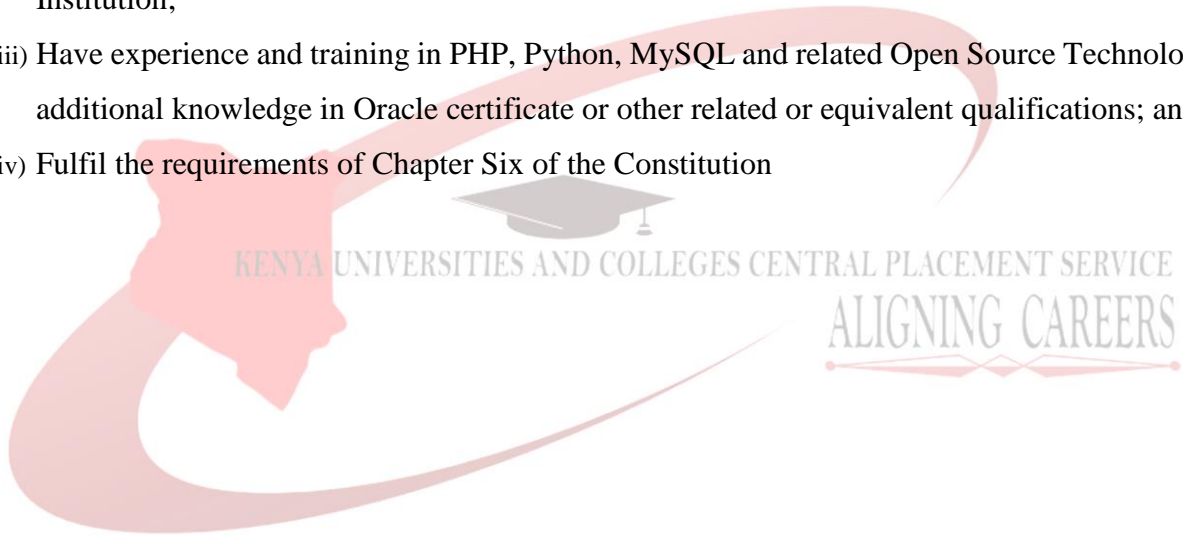 Institution;
iii) Have experience and training in PHP, Python, MySQL and related Open Source Technolo
additional knowledge in Oracle certificate or other related or equivalent qualifications; an
iv) Fulfil the requirements of Chapter Six of the Constitution
KENYA UNIVERSITIES AND COLLEGES CENTRAL PLACEMENT SERVICE
ALIGNING CAREERS